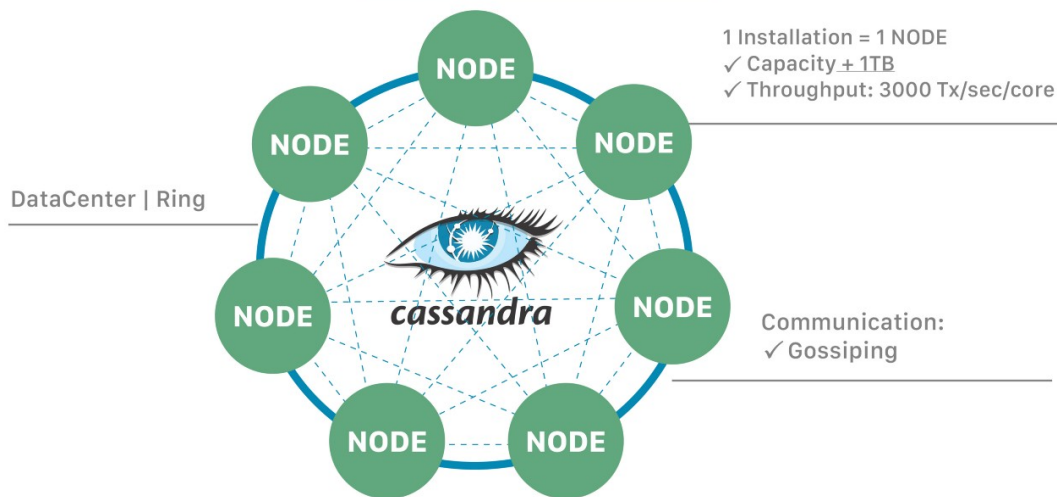 NODE
NODE
NODE
NODE
NODE
NODE
NODE
1 Installation = 1 NODE
✓ Capacity + 1TB
✓ Throughput: 3000 Tx/sec/core
DataCenter | Ring
cassandra
Communication:
✓ Gossiping